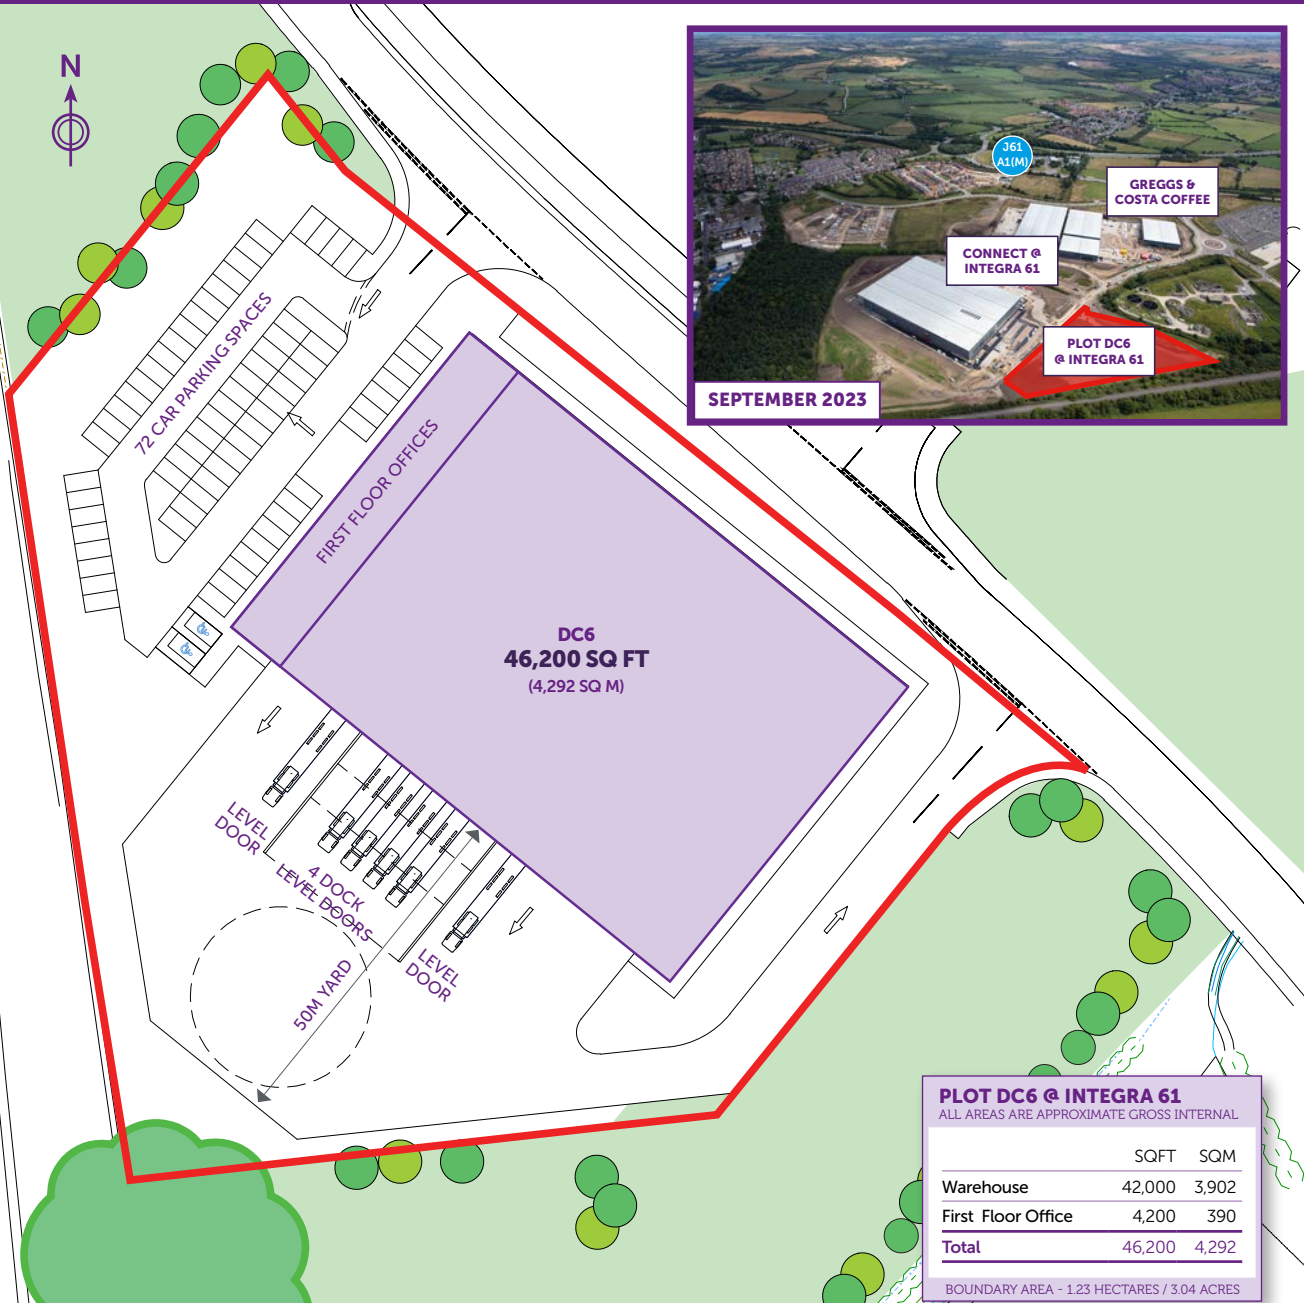 N
J61
A1(M)
GREGGS &
COSTA COFFEE
CONNECT @
INTEGRA 61
PLOT DC6
@ INTEGRA 61
SEPTEMBER 2023
72 CAR PARKING SPACES
FIRST FLOOR OFFICES
DC6
46,200 SQ FT
(4,292 SQ M)
LEVEL
DOOR
4 DOCK
LEVEL DOORS
LEVEL
DOOR
50M YARD
PLOT DC6 @ INTEGRA 61
ALL AREAS ARE APPROXIMATE GROSS INTERNAL
SQFT SQM
Warehouse 42,000 3,902
First Floor Office 4,200 390
Total 46,200 4,292
BOUNDARY AREA - 1.23 HECTARES / 3.04 ACRES